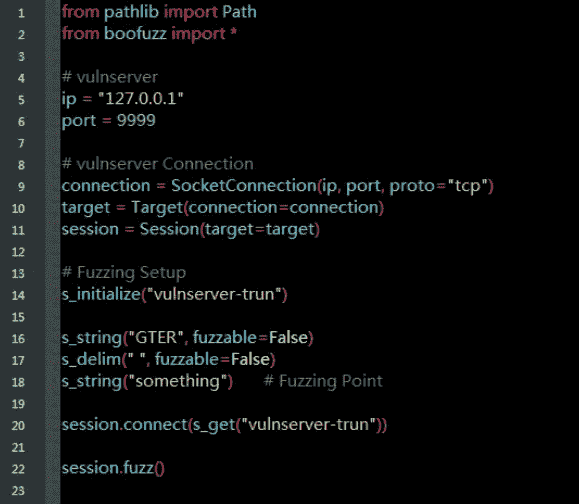 1 from pathlib import Path
2 from boofuzz import *
3
4 # vulnserver
5 ip = "127.0.0.1"
6 port = 9999
7
8 # vulnserver Connection
9 connection = SocketConnection(ip, port, proto="tcp")
10 target = Target(connection=connection)
11 session = Session(target=target)
12
13 # Fuzzing Setup
14 s_initialize("vulnserver-trun")
15
16 s_string("GTER", fuzzable=False)
17 s_delim(" ", fuzzable=False)
18 s_string("something") # Fuzzing Point
19
20 session.connect(s_get("vulnserver-trun"))
21
22 session.fuzz()
23